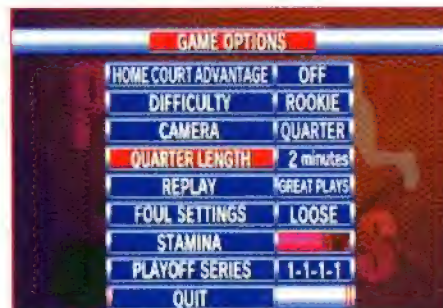 GAME OPTIONS
HOME COURT ADVANTAGE OFF
DIFFICULTY ROOKIE
CAMERA QUARTER
QUARTER LENGTH 2 minutes
REPLAY GREAT PLAYS
FOUL SETTINGS LOOSE
STAMINA
PLAYOFF SERIES 1-1-1-1
QUIT